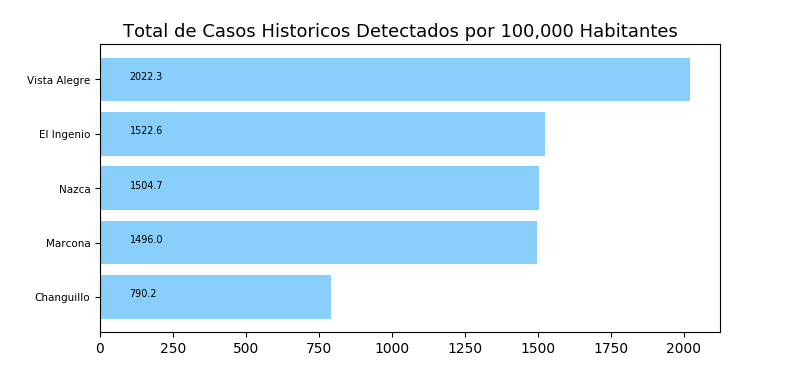 Total de Casos Historicos Detectados por 100,000 Habitantes
Vista Alegre 2022.3
El Ingenio 1522.6
Nazca 1504.7
Marcona 1496.0
Changuillo 790.2
0 250 500 750 1000 1250 1500 1750 2000